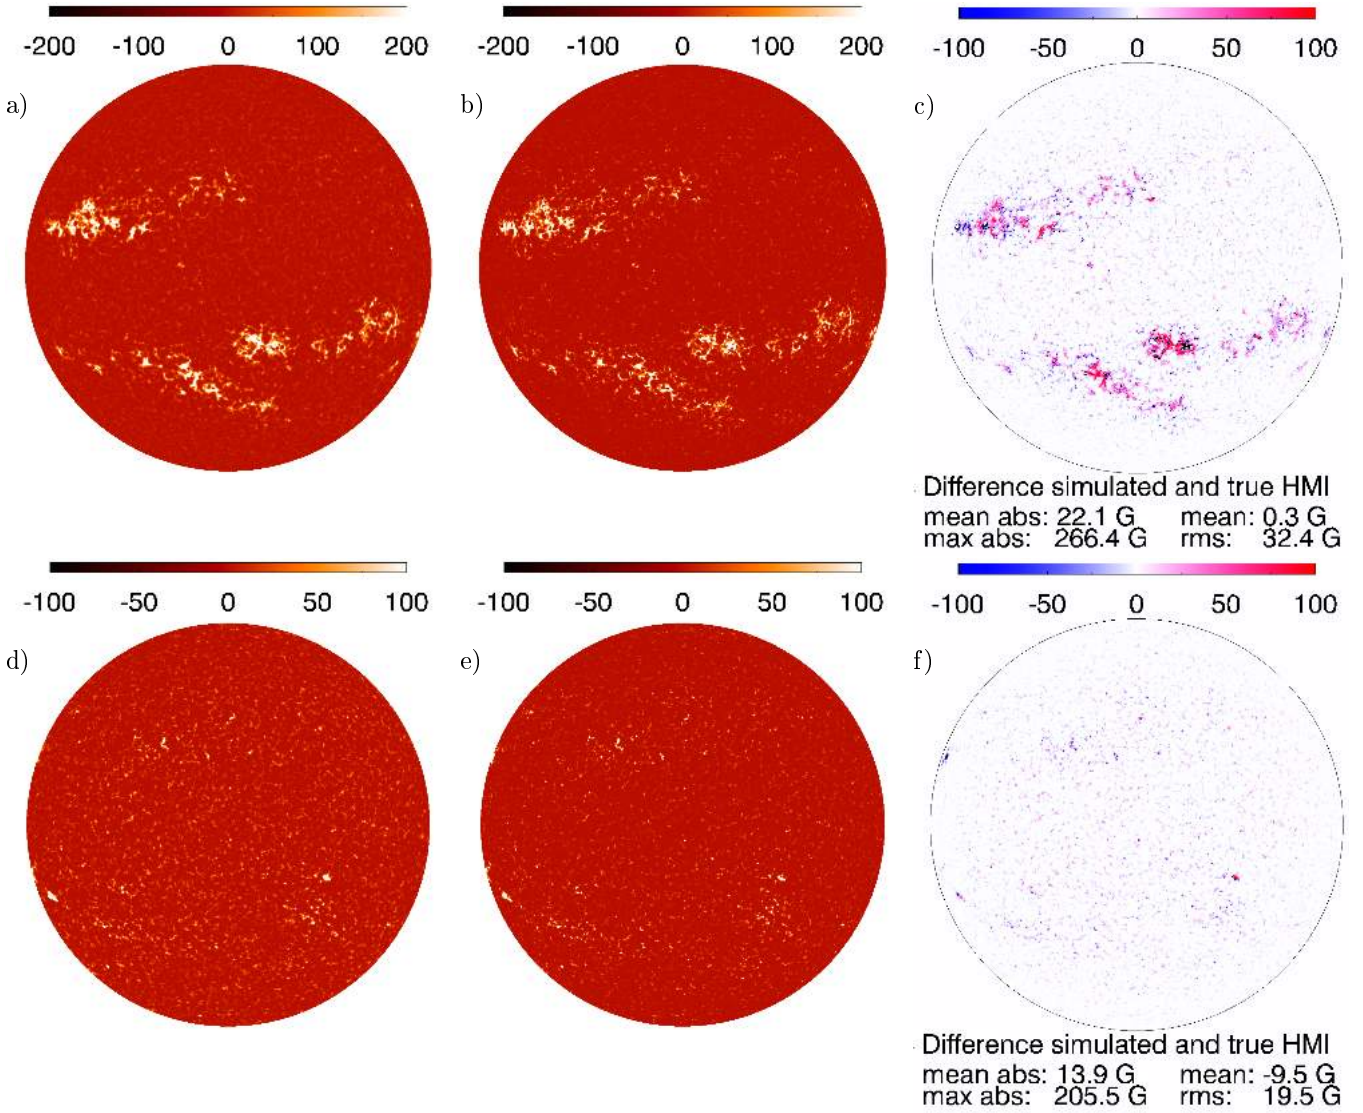 -200 -100 0 100 200
-200 -100 0 100 200
-100 -50 0 50 100
a)
b)
c)
Difference simulated and true HMI
mean abs: 22.1 G mean: 0.3 G
max abs: 266.4 G rms: 32.4 G
-100 -50 0 50 100
-100 -50 0 50 100
-100 -50 0 50 100
d)
e)
f)
Difference simulated and true HMI
mean abs: 13.9 G mean: -9.5 G
max abs: 205.5 G rms: 19.5 G